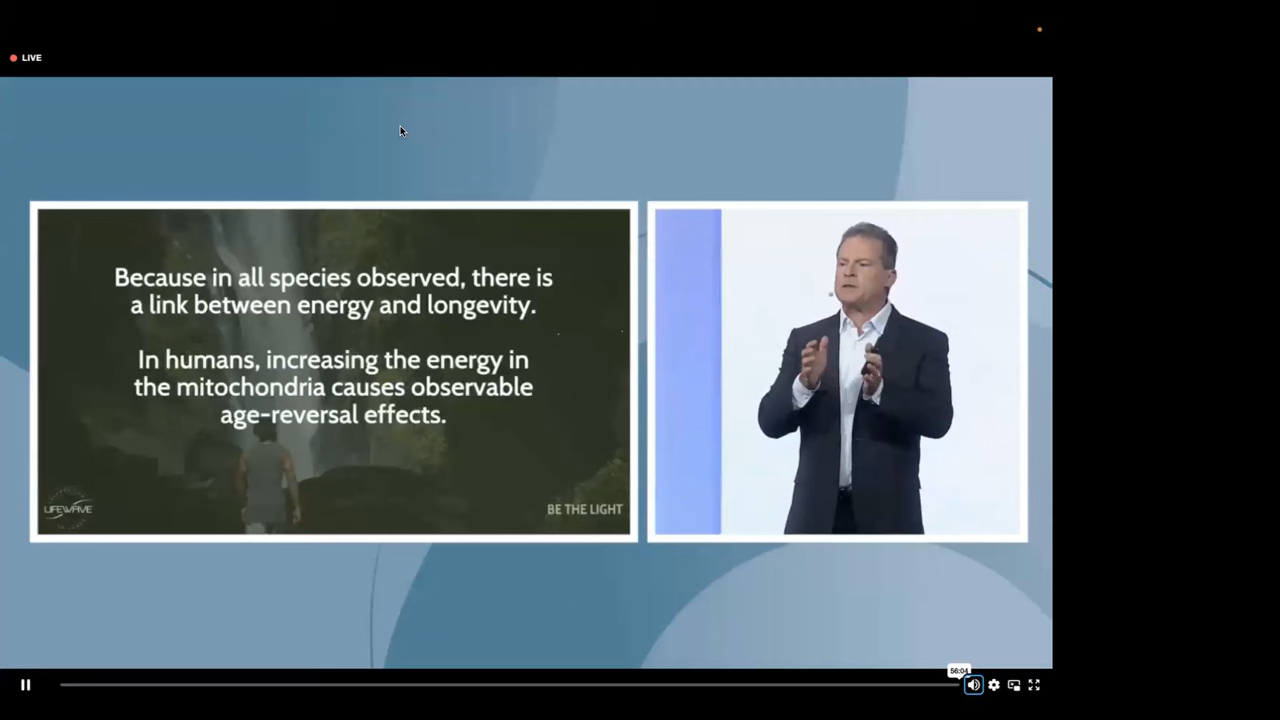 LIVE
Because in all species observed, there is
a link between energy and longevity.
In humans, increasing the energy in
the mitochondria causes observable
age-reversal effects.
LIFEWAVE
BE THE LIGHT
56:04